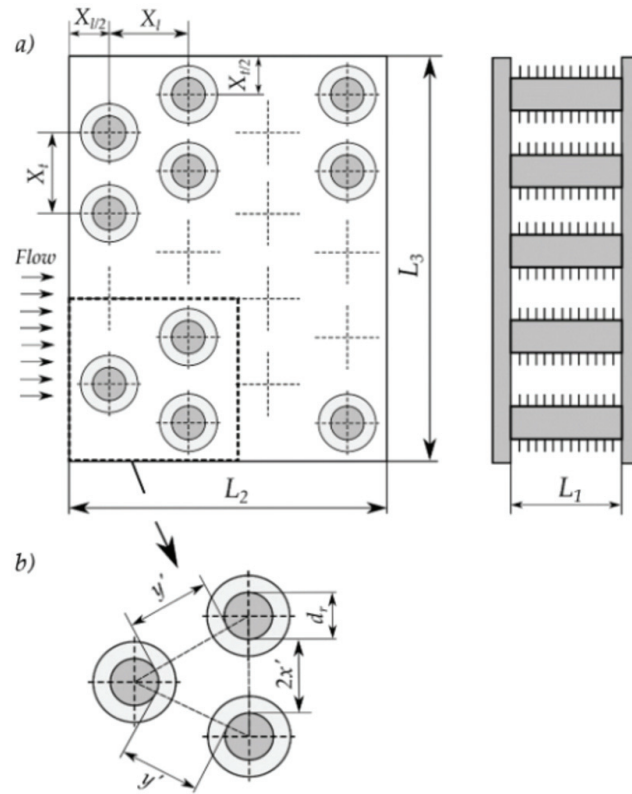 X_{l/2}
X_l
a)
X_{t/2}
X_t
Flow
L_3
L_2
L_1
b)
y'
d_r
2x'
y'